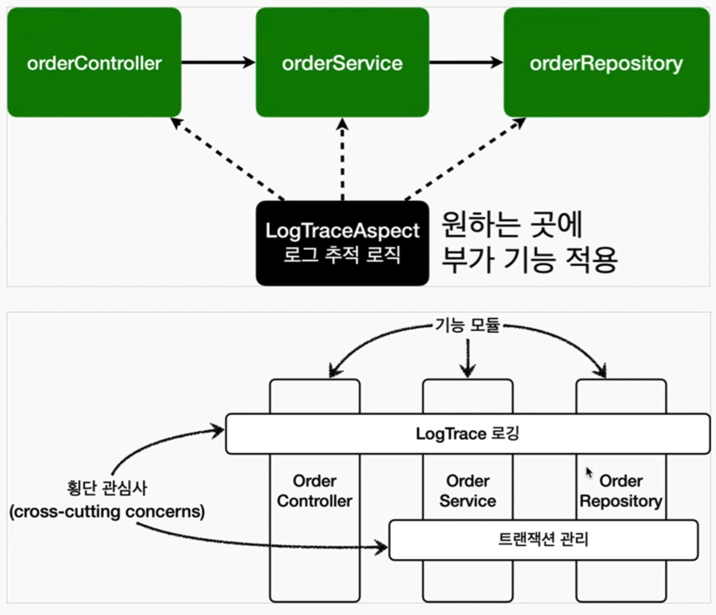 orderController
orderService
orderRepository
LogTraceAspect
로그 추적 로직
원하는 곳에
부가 기능 적용
기능 모듈
LogTrace 로깅
횡단 관심사
(cross-cutting concerns)
Order
Controller
Order
Service
Order
Repository
트랜잭션 관리